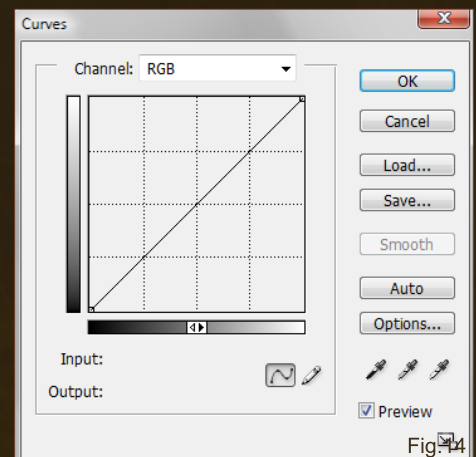 Curves
Channel: RGB
OK
Cancel
Load...
Save...
Smooth
Auto
Options...
Input:
Output:
Preview
Fig.14